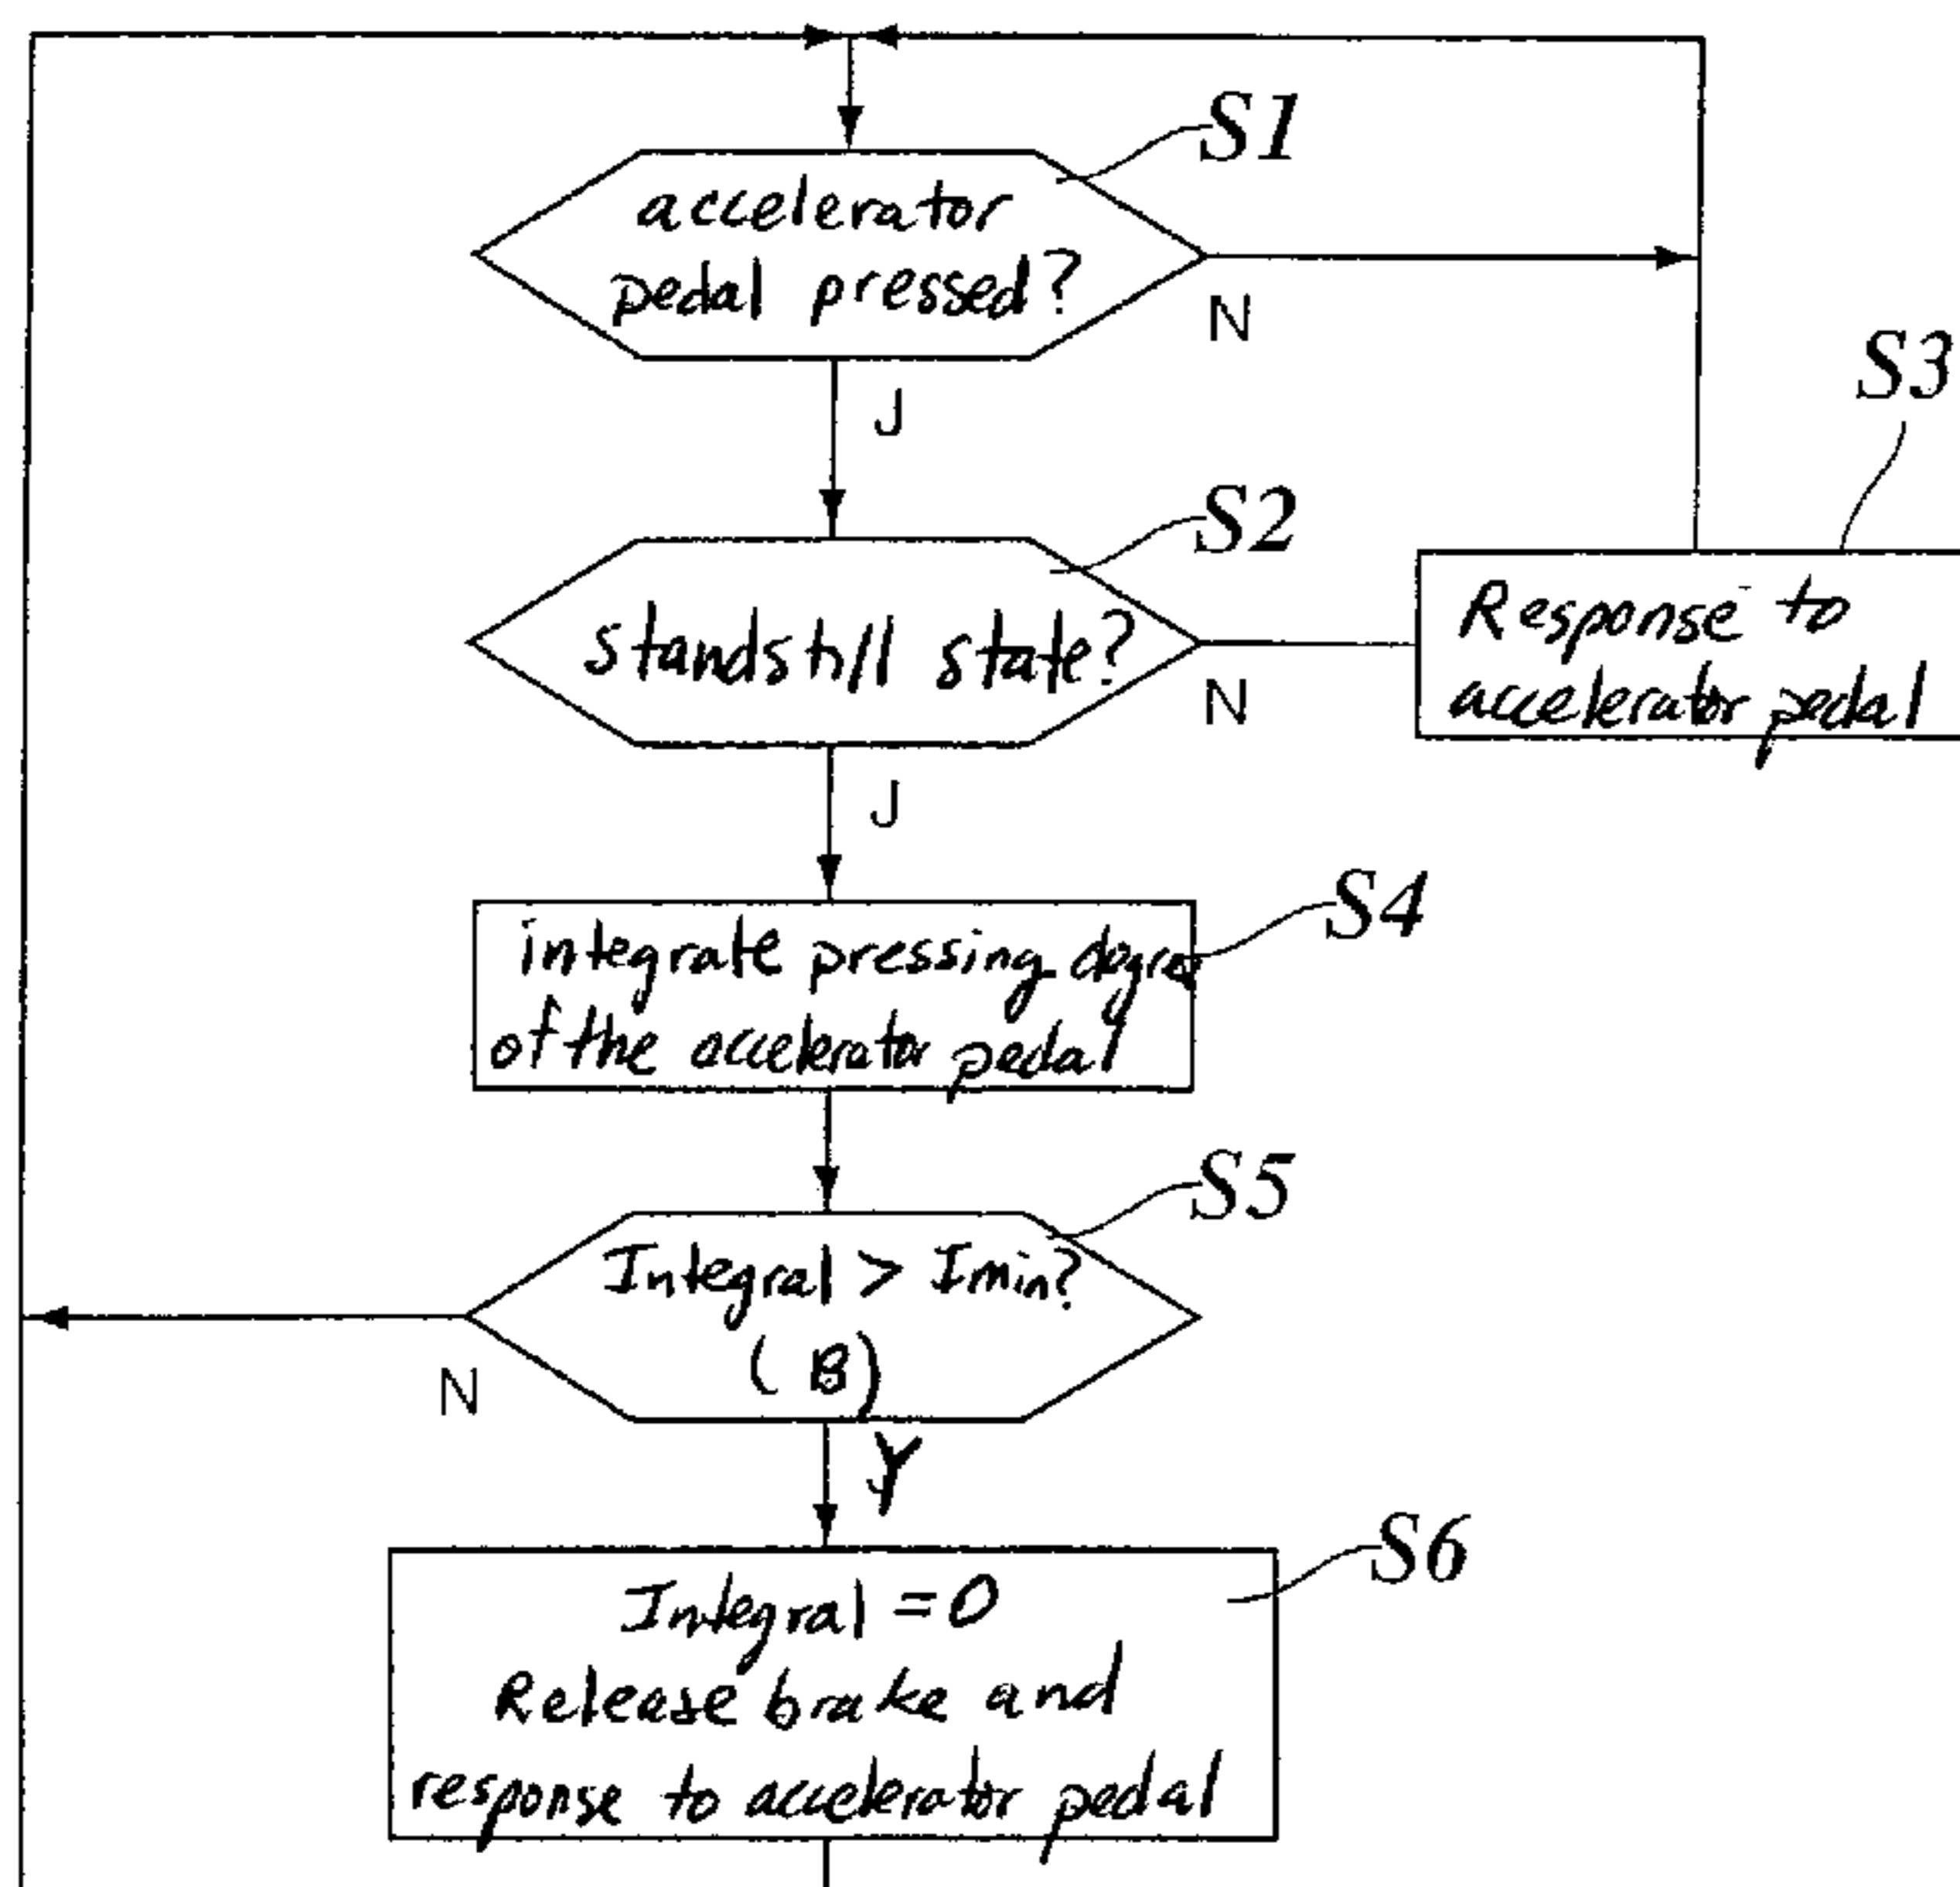 S1
accelerator
pedal pressed?
N
J
S3
S2
standstill state?
N
Response to
accelerator pedal
J
S4
integrate pressing degree
of the accelerator pedal
S5
Integral > Imin?
(B)
N
Y
S6
Integral = 0
Release brake and
response to accelerator pedal